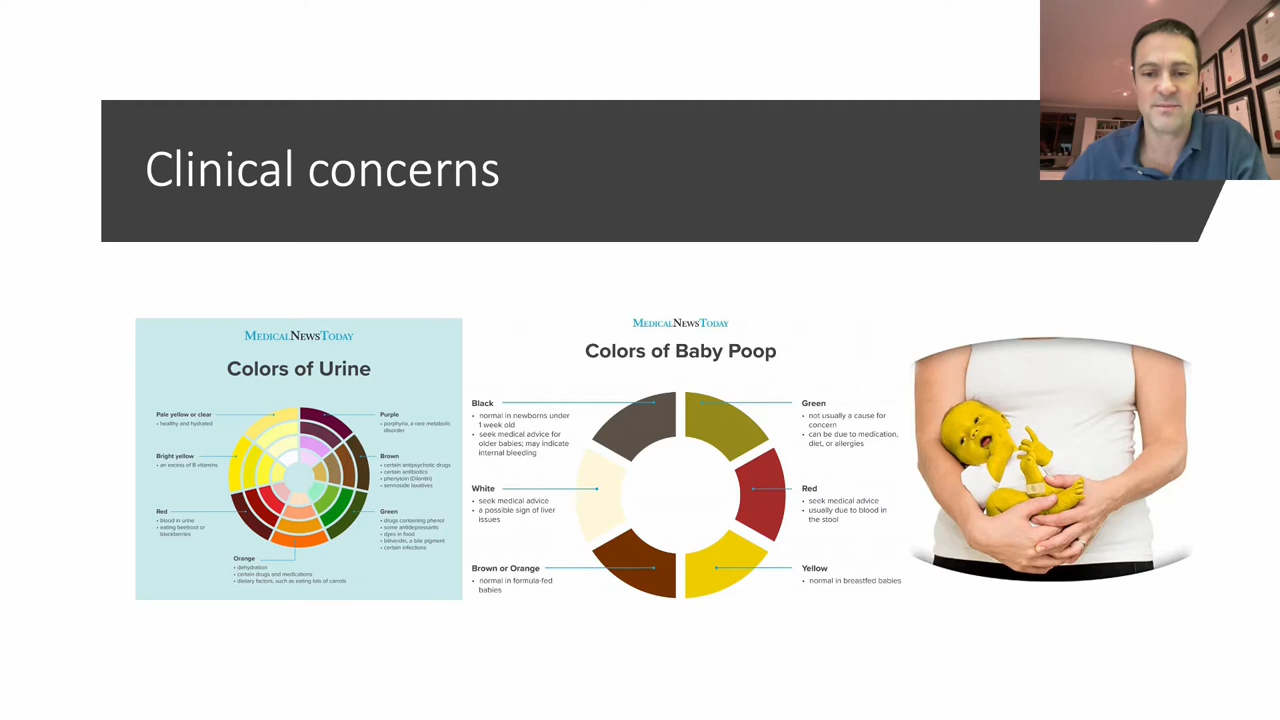 Clinical concerns
MEDICALNEWSTODAY
Colors of Urine
Pale yellow or clear
• healthy and hydrated
Bright yellow
• an excess of B vitamins
Red
• blood in urine
• eating beetroot or
blackberries
Orange
• dehydration
• certain drugs and medications
• dietary factors, such as eating lots of carrots
Purple
• porphyria, a rare metabolic
disorder
Brown
• certain antipsychotic drugs
• certain antibiotics
• phenytoin (Dilantin)
• sennoside laxatives
Green
• drugs containing phenol
• some antidepressants
• dyes in food
• biliverdin, a bile pigment
• certain infections
MEDICALNEWSTODAY
Colors of Baby Poop
Black
• normal in newborns under
1 week old
• seek medical advice for
older babies; may indicate
internal bleeding
White
• seek medical advice
• a possible sign of liver
issues
Brown or Orange
• normal in formula-fed
babies
Green
• not usually a cause for
concern
• can be due to medication,
diet, or allergies
Red
• seek medical advice
• usually due to blood in
the stool
Yellow
• normal in breastfed babies